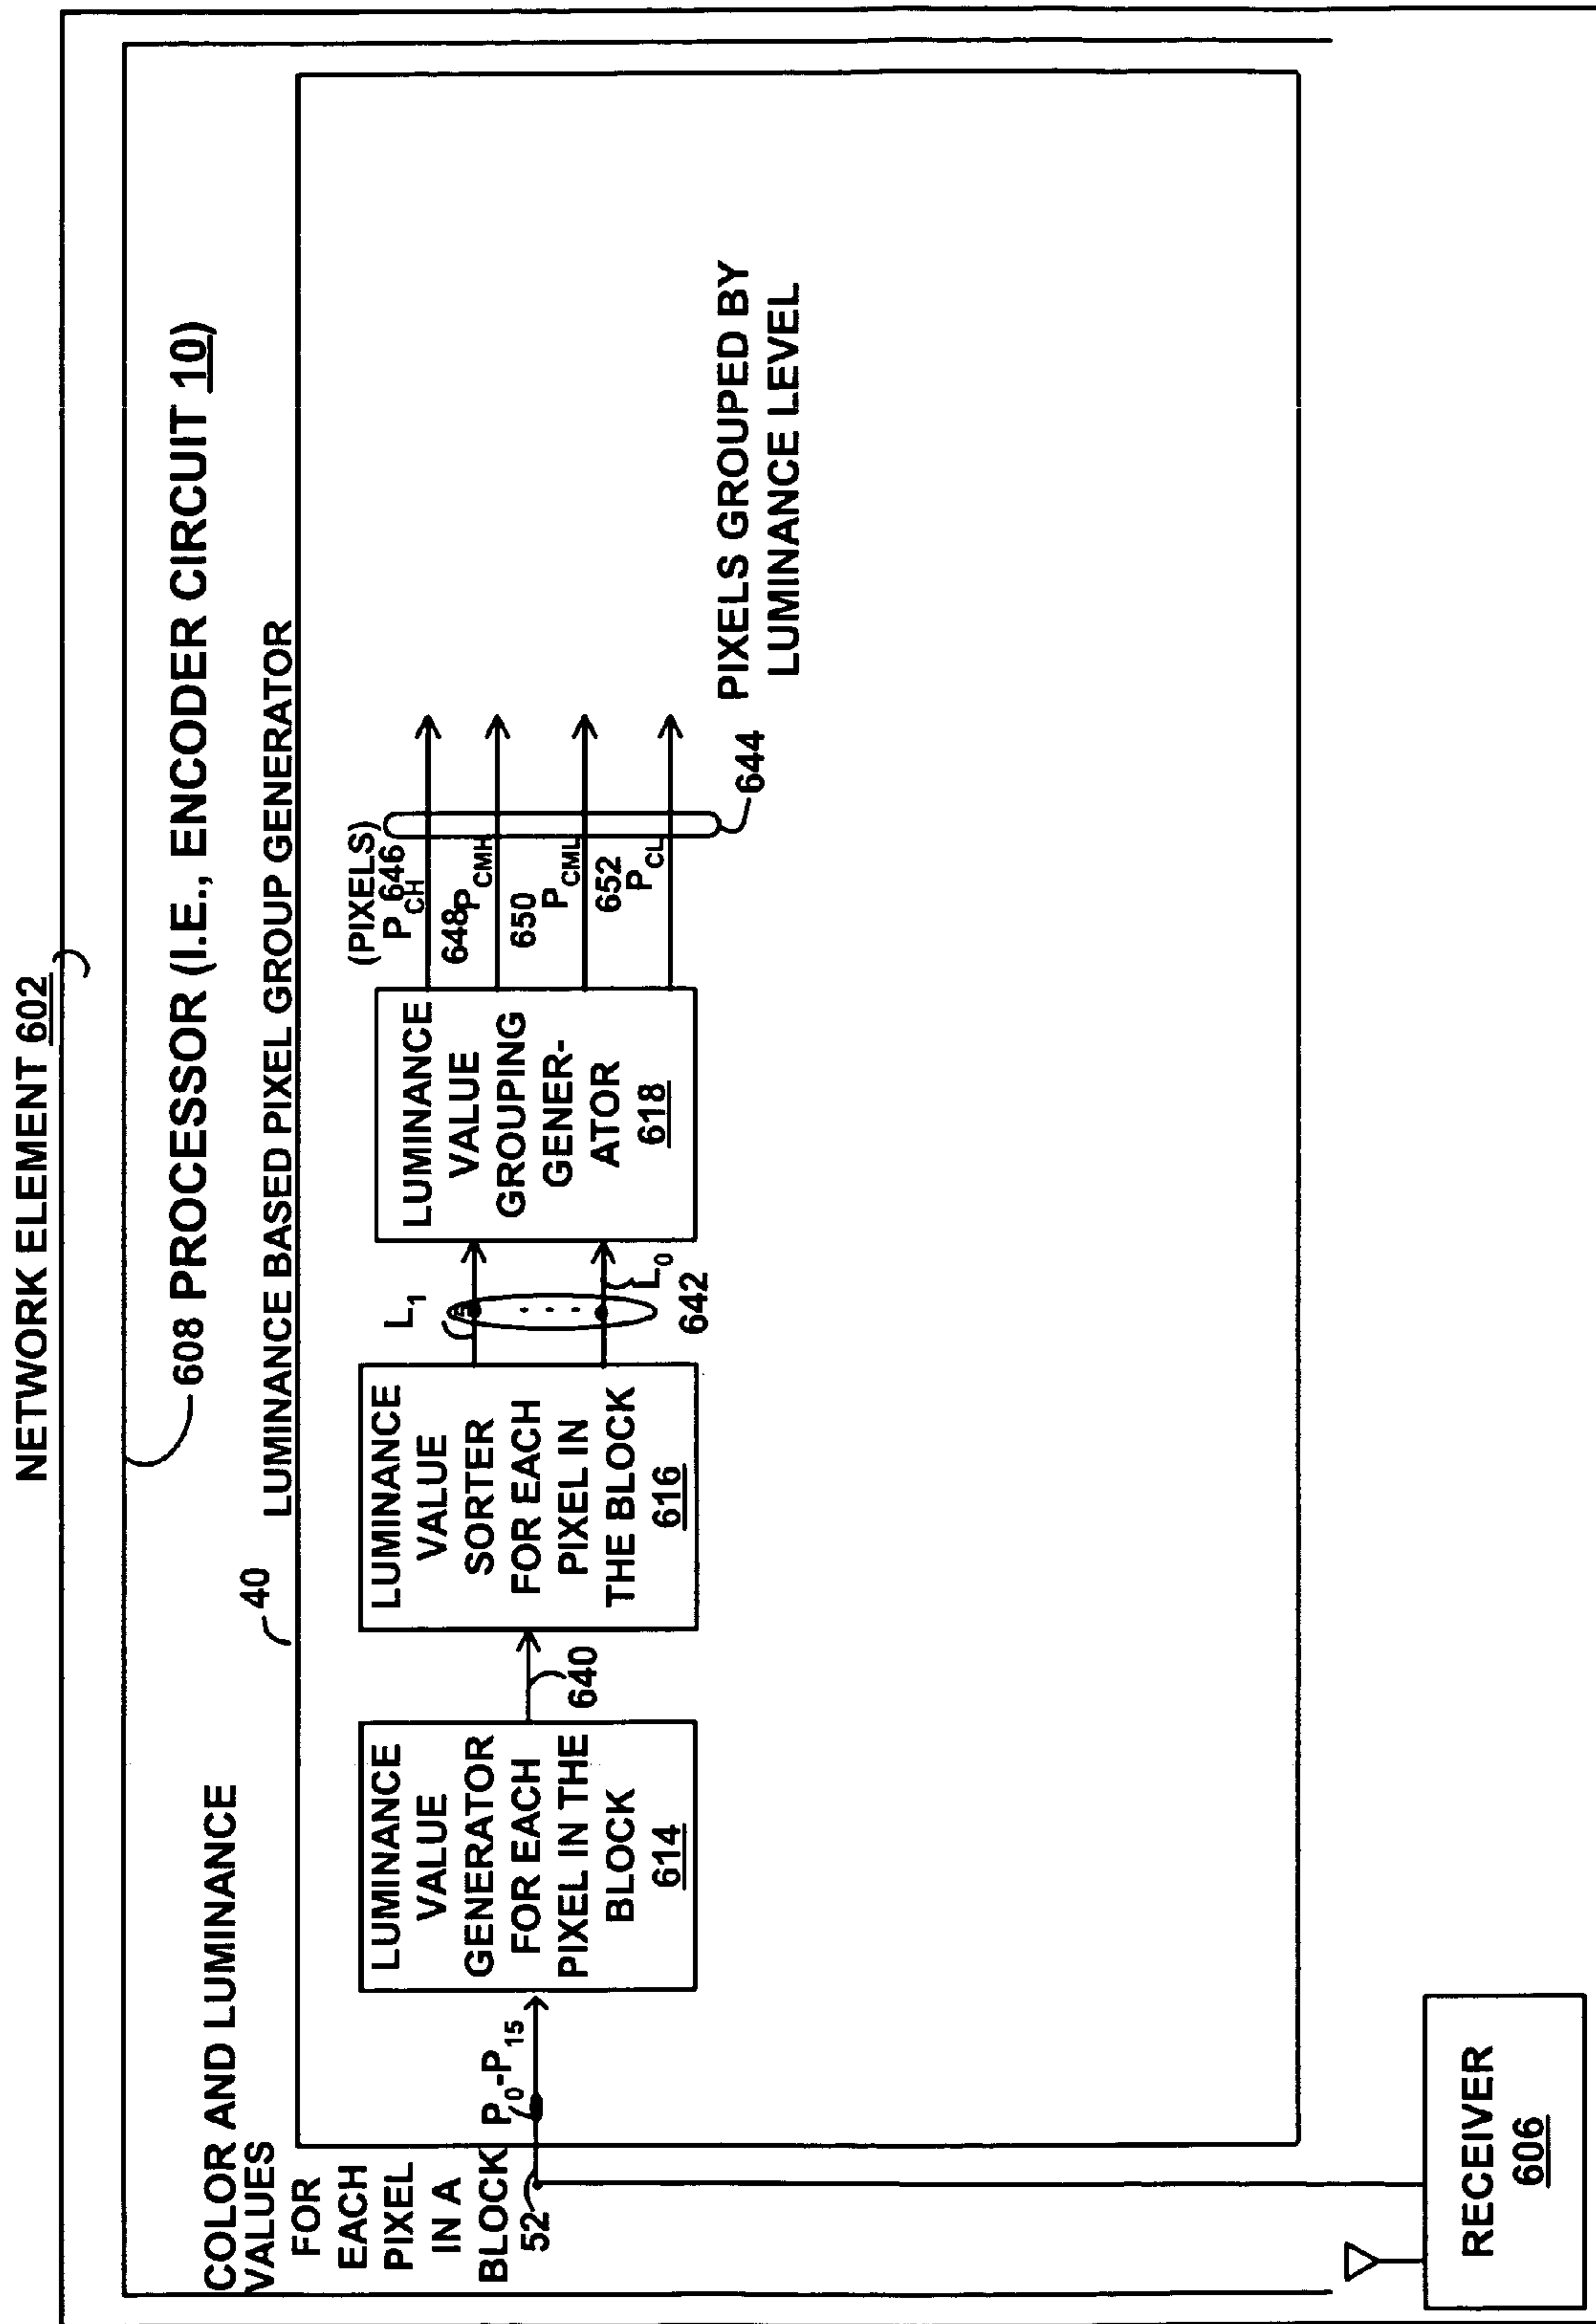 NETWORK ELEMENT 602
608 PROCESSOR (I.E., ENCODER CIRCUIT 10)
COLOR AND LUMINANCE
VALUES
FOR
EACH
PIXEL
IN A
BLOCK
52
P0-P15
40
LUMINANCE BASED PIXEL GROUP GENERATOR
LUMINANCE
VALUE
GENERATOR
FOR EACH
PIXEL IN THE
BLOCK
614
640
LUMINANCE
VALUE
SORTER
FOR EACH
PIXEL IN
THE BLOCK
616
L1
L0
642
LUMINANCE
VALUE
GROUPING
GENER-
ATOR
618
(PIXELS)
PCH 646
648 PCMH
650 PCML
652 PCL
644
PIXELS GROUPED BY
LUMINANCE LEVEL
RECEIVER
606